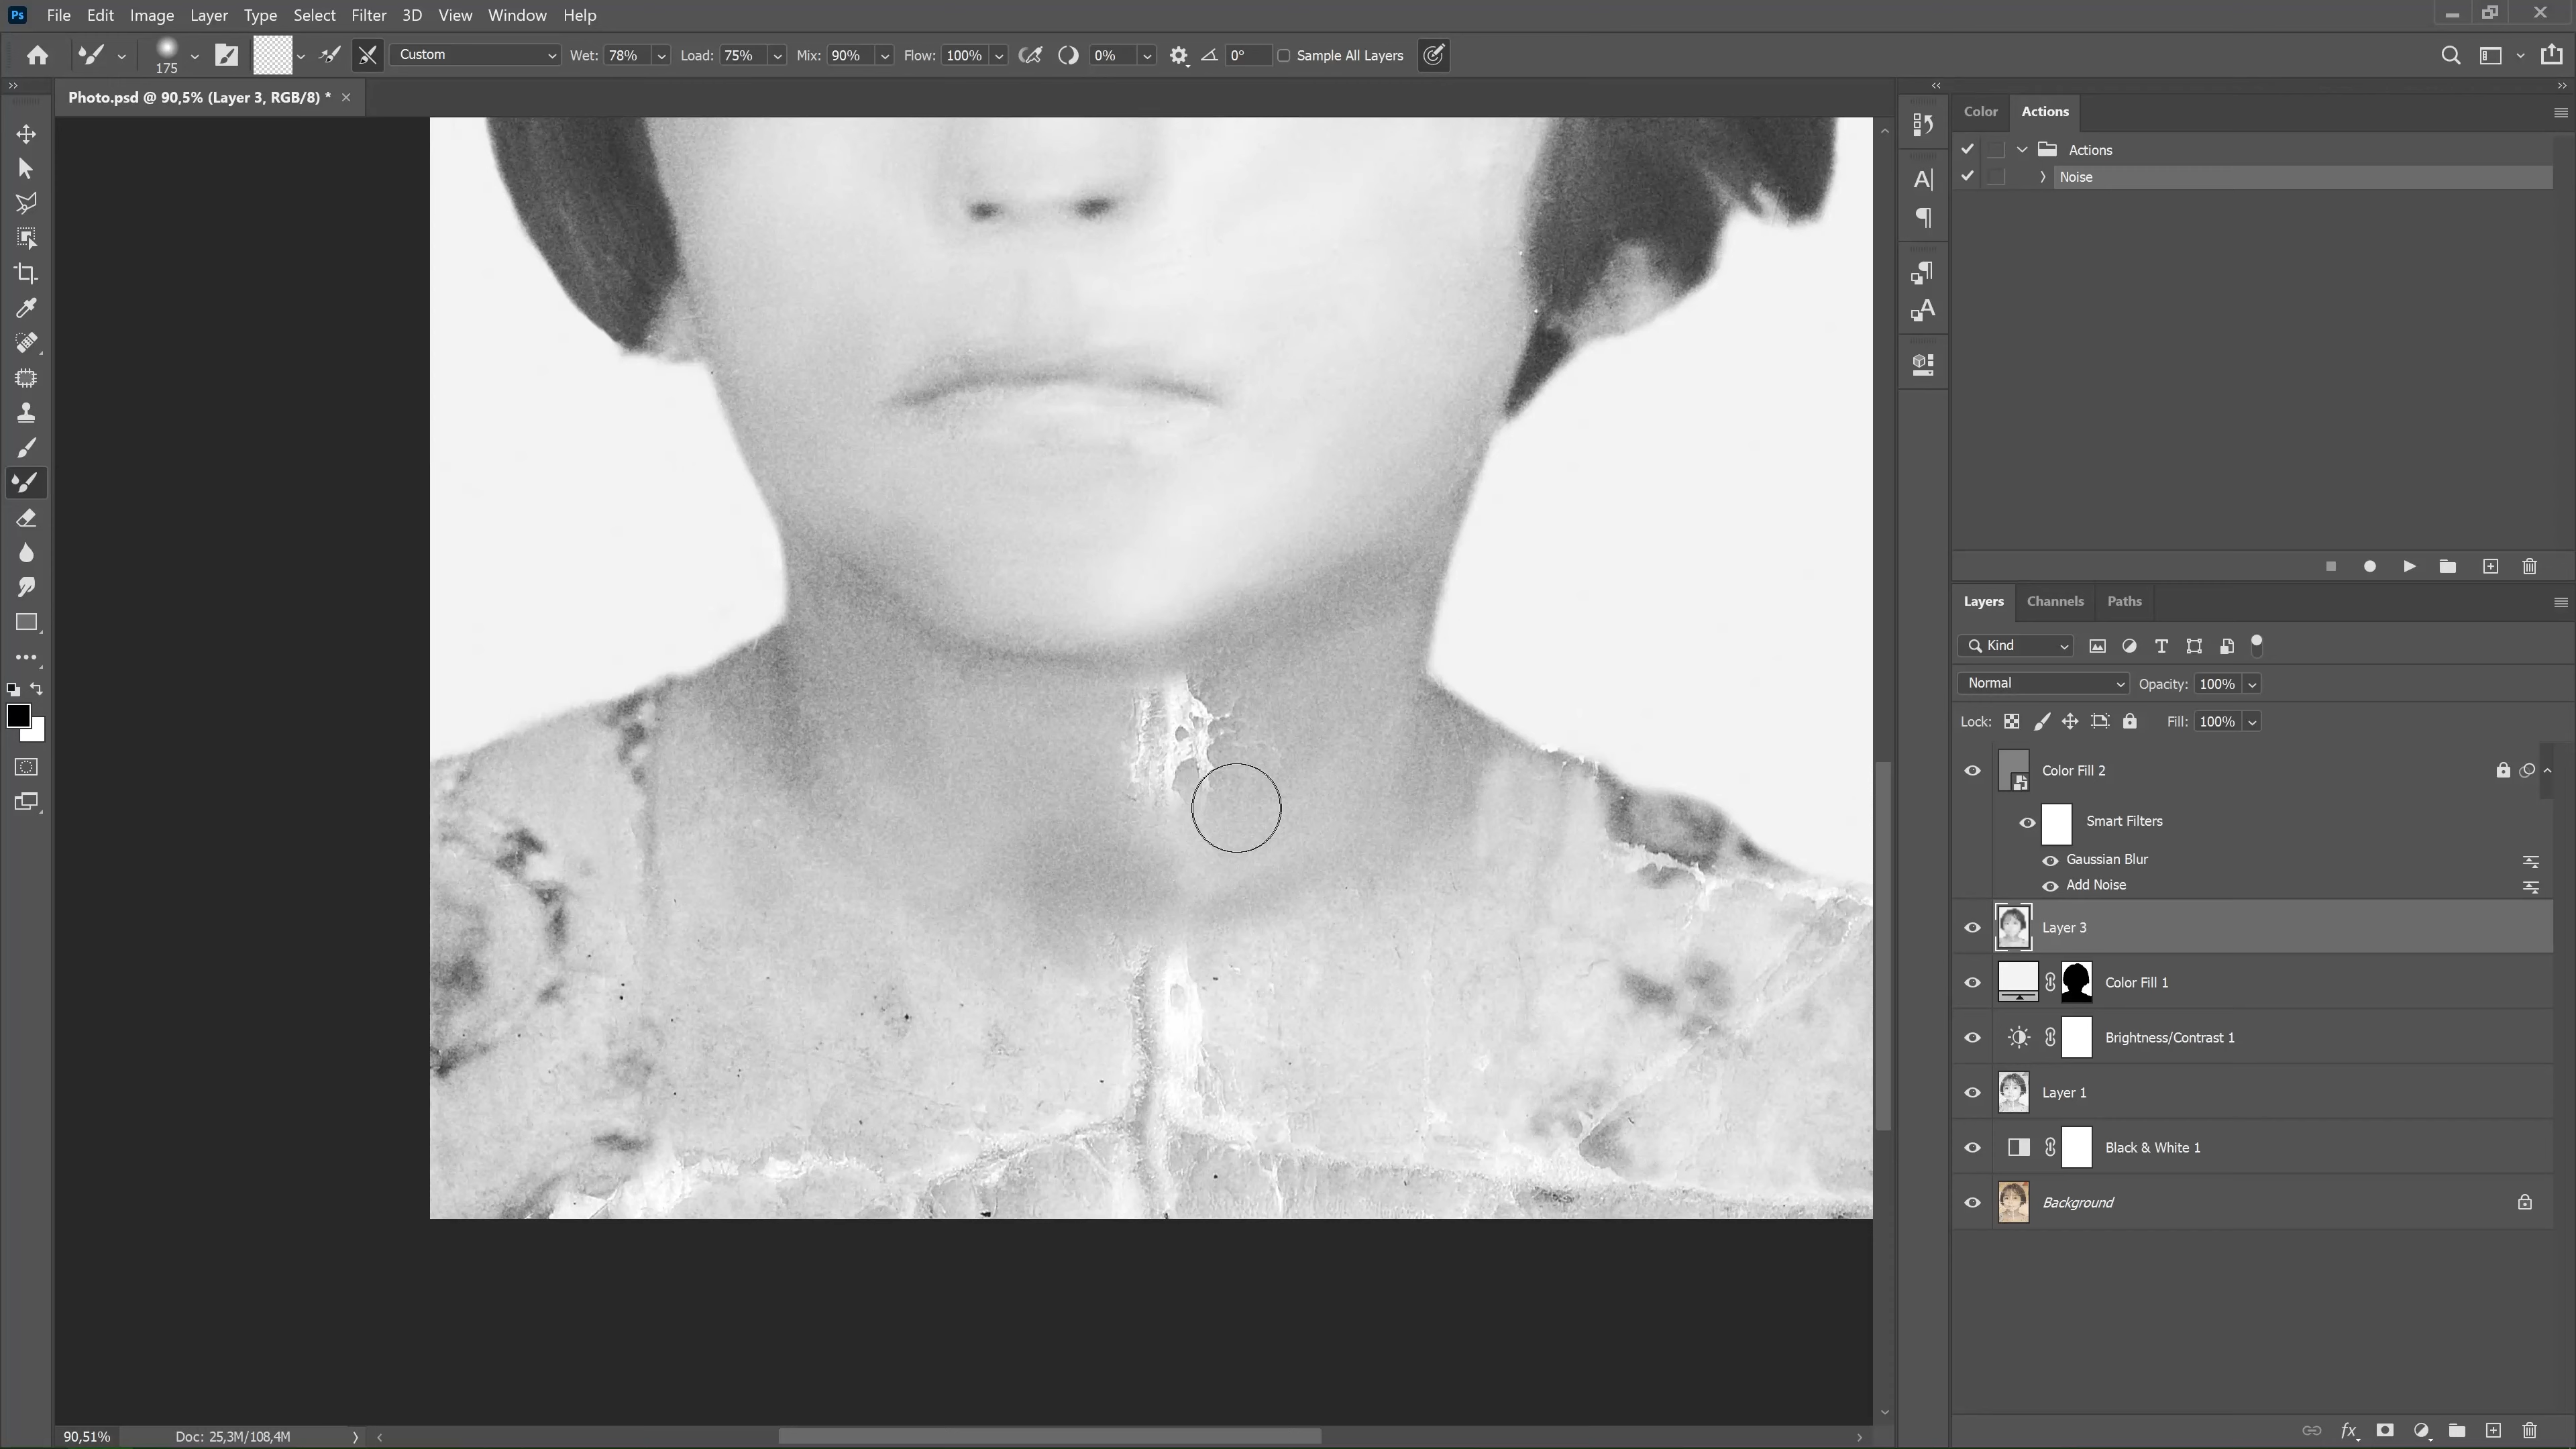 Ps File Edit Image Layer Type Select Filter 3D View Window Help
175 Custom Wet: 78% Load: 75% Mix: 90% Flow: 100% 0% 0° Sample All Layers
Photo.psd @ 90,5% (Layer 3, RGB/8) *
Color Actions
Actions
Noise
Layers Channels Paths
Kind
Normal Opacity: 100%
Lock: Fill: 100%
Color Fill 2
Smart Filters
Gaussian Blur
Add Noise
Layer 3
Color Fill 1
Brightness/Contrast 1
Layer 1
Black & White 1
Background
fx
90,51% Doc: 25,3M/108,4M